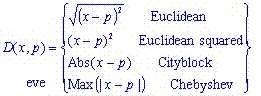 √(x−p)² Euclidean
(x−p)² Euclidean squared
D(x,p)=
Abs(x−p) Cityblock
eve Max(|x−p|) Chebyshev